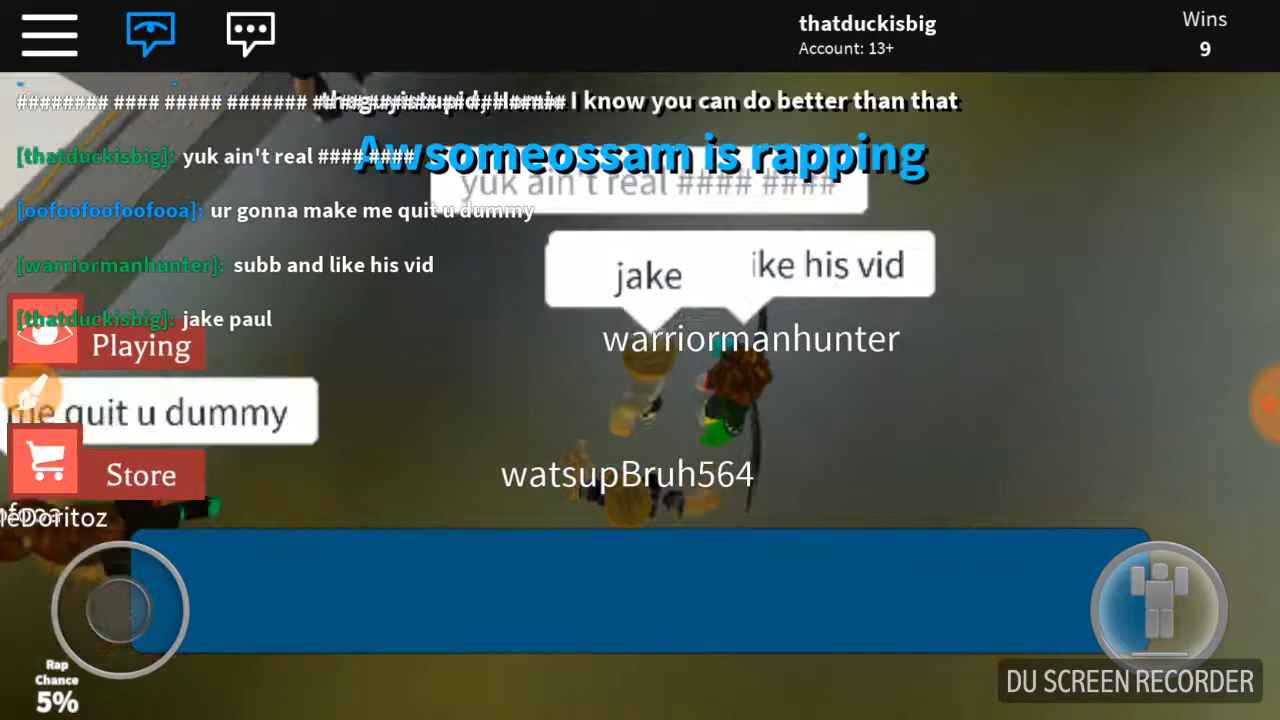 thatduckisbig
Account: 13+
Wins
9
######## #### ##### ####### I know you can do better than that
Awsomeossam is rapping
[thatduckisbig]: yuk ain't real #### ####
yuk ain't real #### ####
[oofoofoofoofooa]: ur gonna make me quit u dummy
[warriormanhunter]: subb and like his vid
jake
ike his vid
[thatduckisbig]: jake paul
warriormanhunter
Playing
me quit u dummy
Store
watsupBruh564
Doritoz
Rap
Chance
5%
DU SCREEN RECORDER